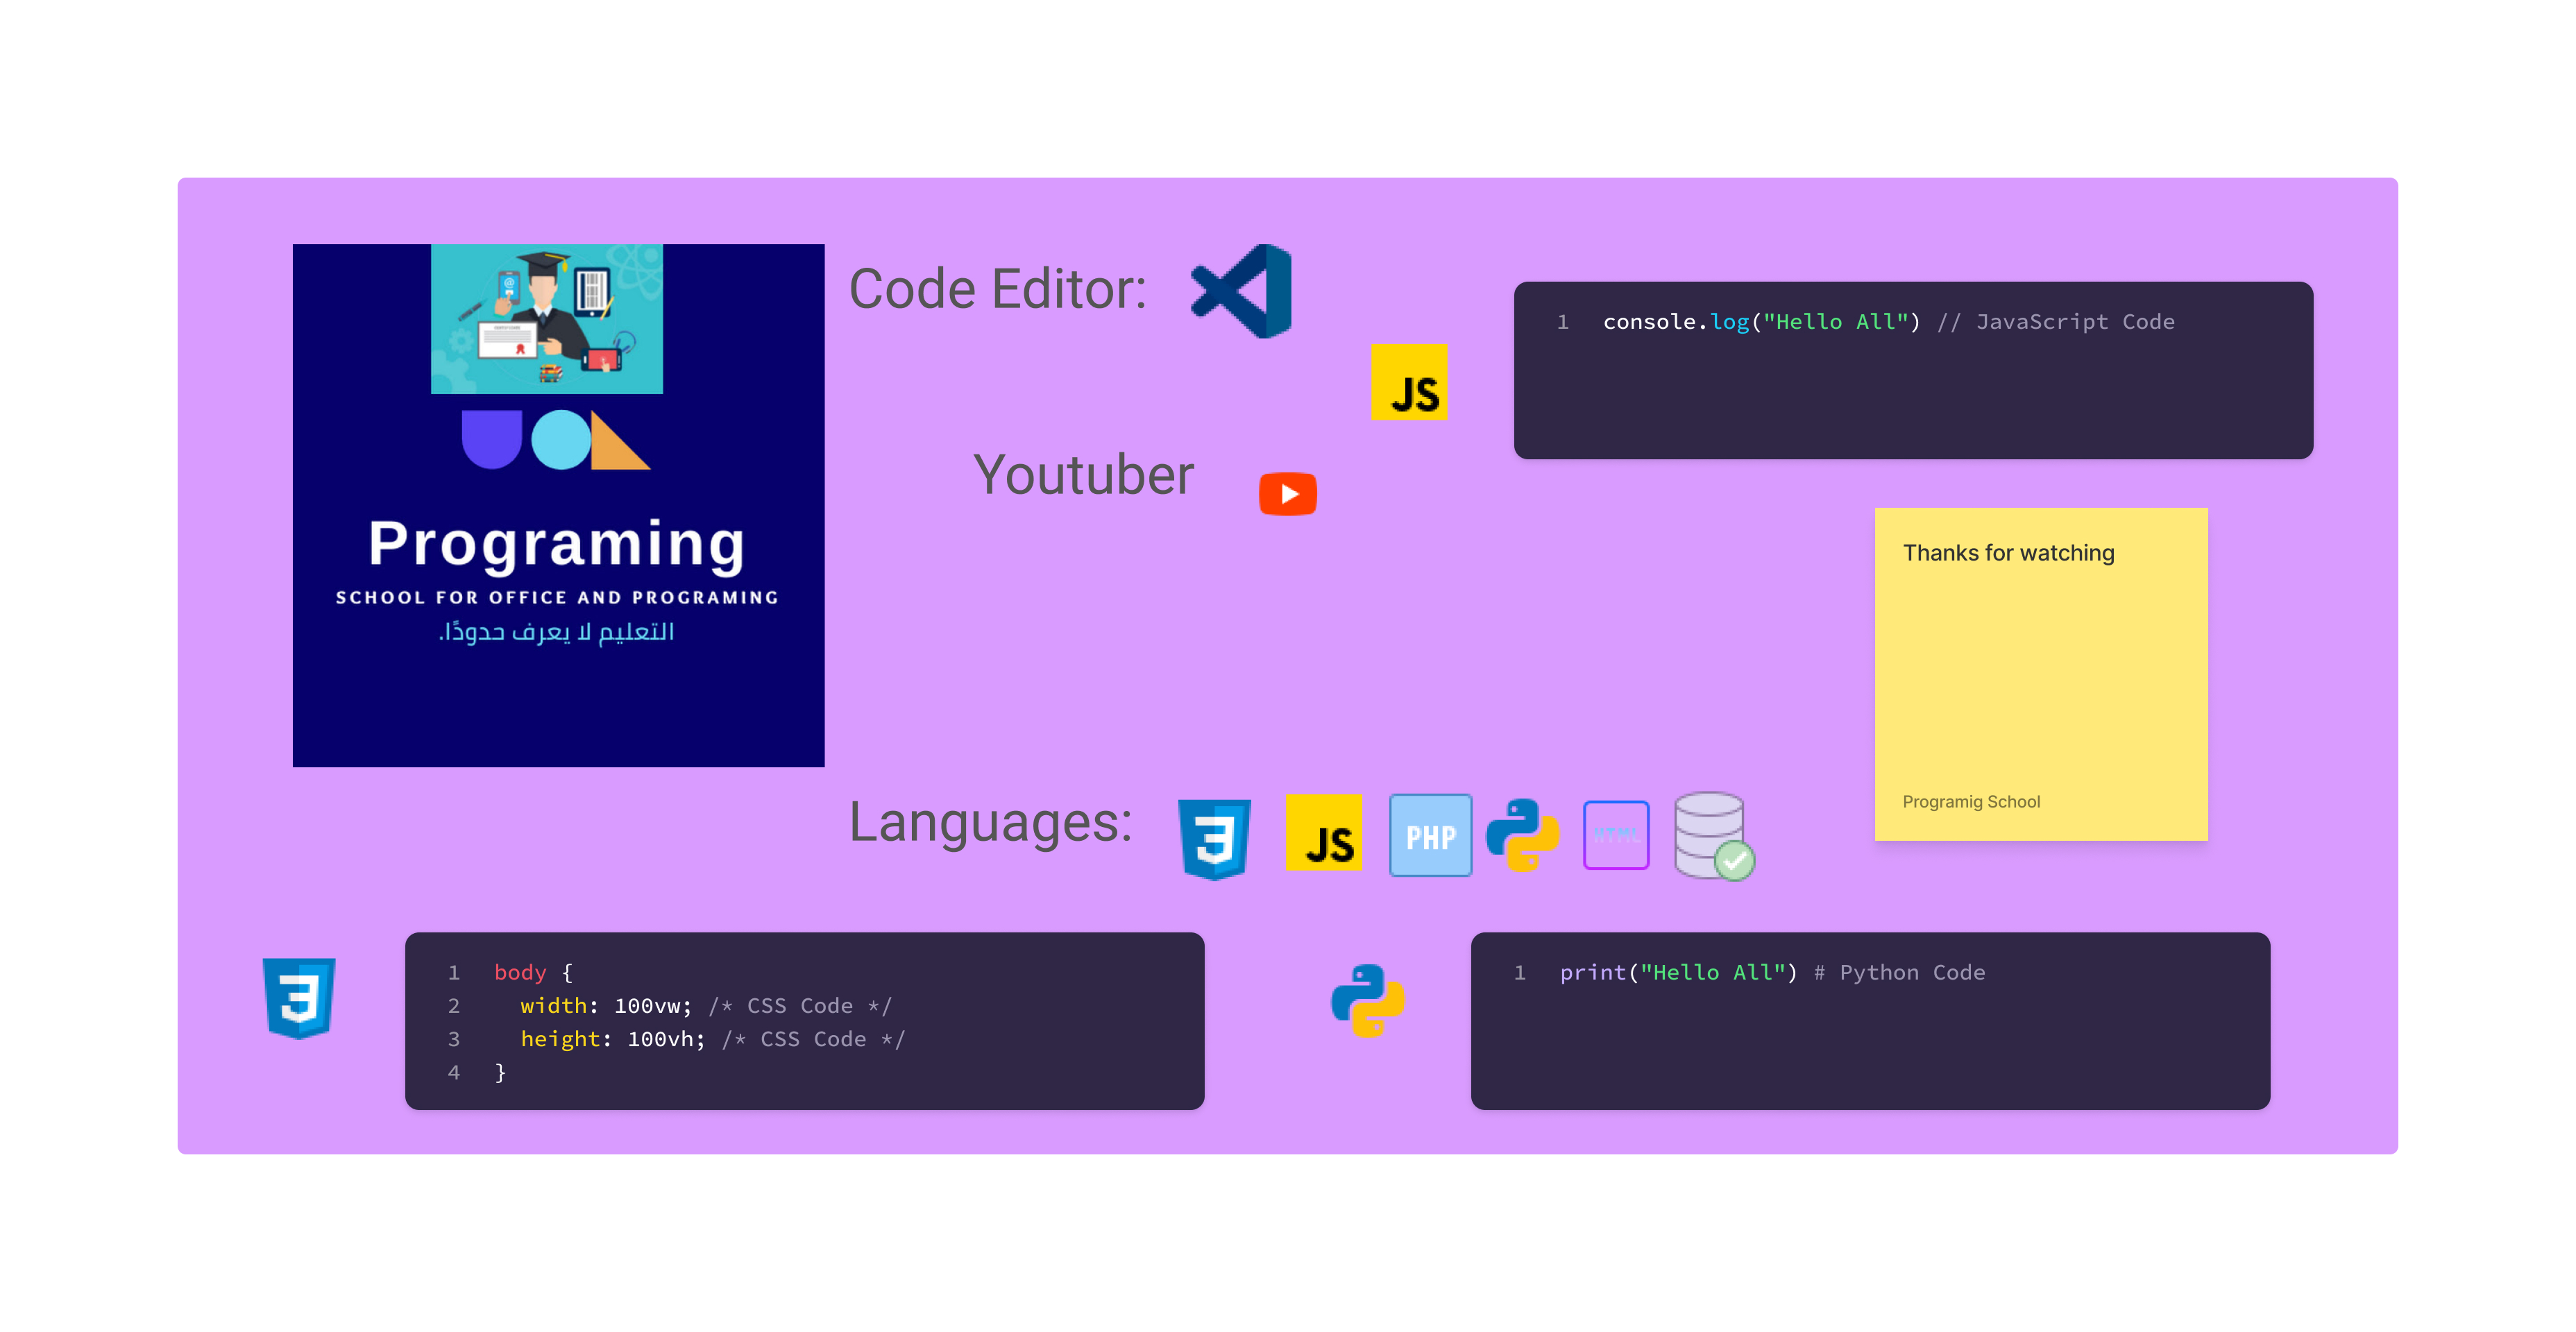 Programing
SCHOOL FOR OFFICE AND PROGRAMING
التعليم لا يعرف حدودًا.
Code Editor:
JS
1 console.log("Hello All") // JavaScript Code
Youtuber
Thanks for watching
Programig School
Languages:
3 JS PHP HTML
3
1 body {
2 width: 100vw; /* CSS Code */
3 height: 100vh; /* CSS Code */
4 }
1 print("Hello All") # Python Code